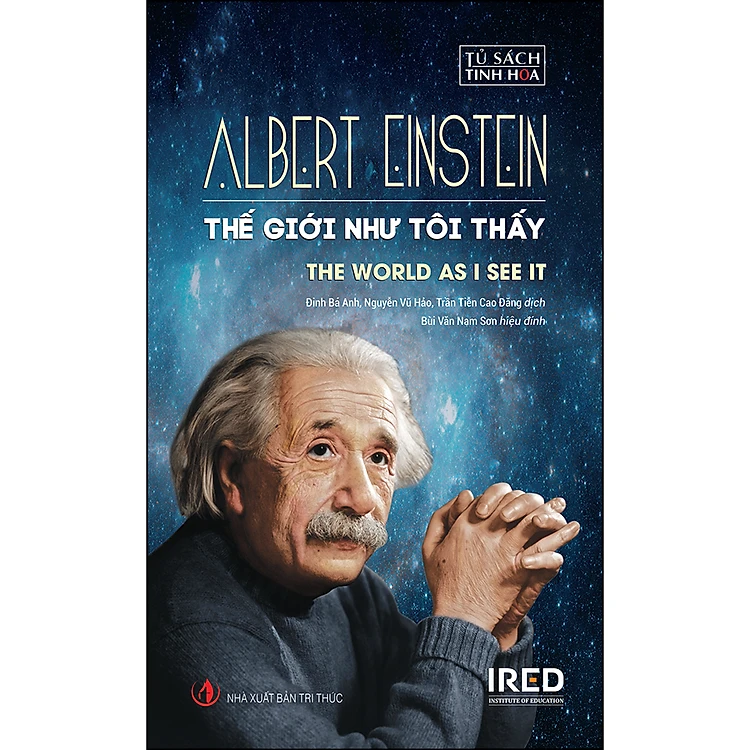 TỦ SÁCH
TINH HOA
ALBERT EINSTEIN
THẾ GIỚI NHƯ TÔI THẤY
THE WORLD AS I SEE IT
Đinh Bá Anh, Nguyễn Vũ Hảo, Trần Tiễn Cao Đăng dịch
Bùi Văn Nam Sơn hiệu đính
NHÀ XUẤT BẢN TRI THỨC
IRED
INSTITUTE OF EDUCATION